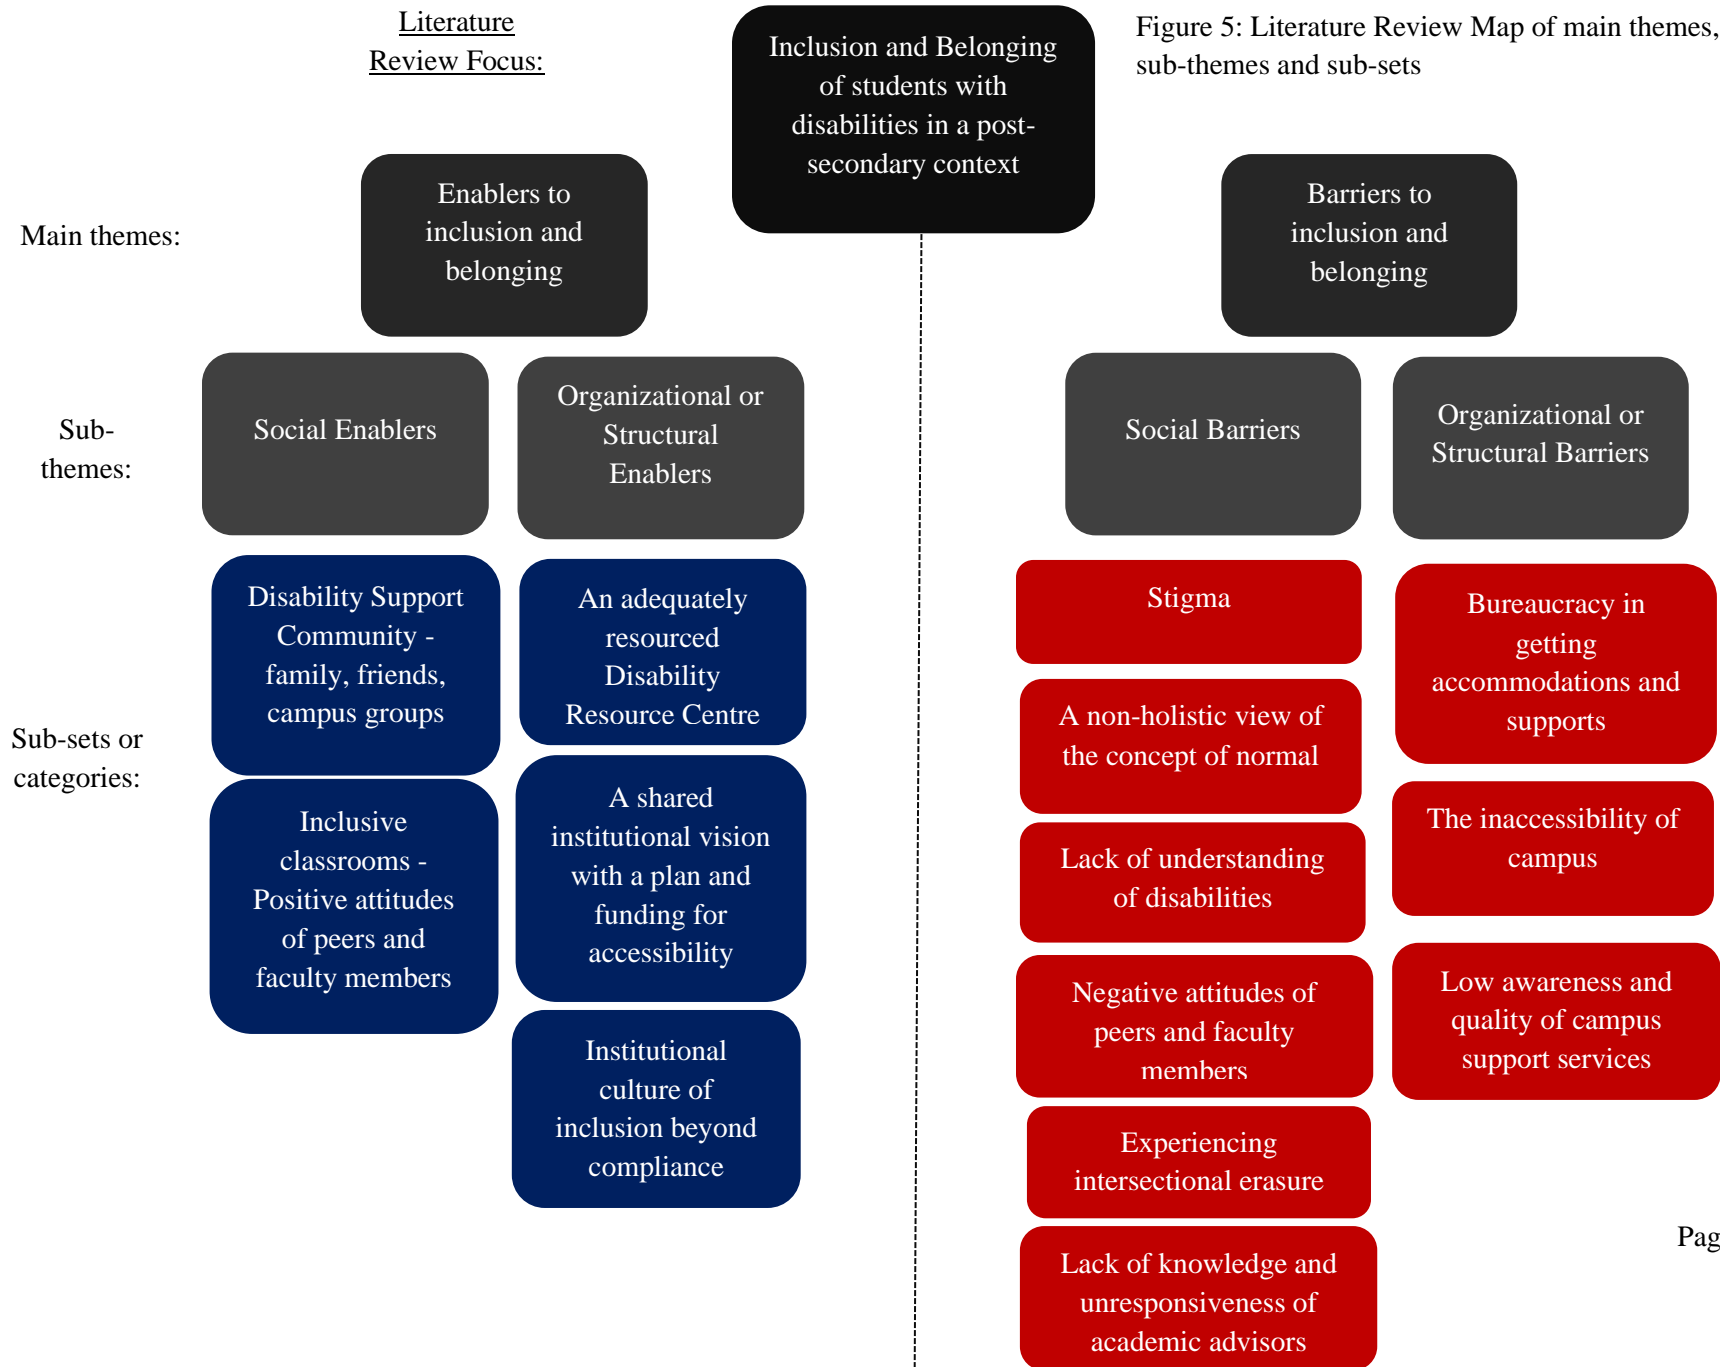 Literature
Review Focus:
Inclusion and Belonging
of students with
disabilities in a post-
secondary context
Figure 5: Literature Review Map of main themes,
sub-themes and sub-sets
Main themes:
Enablers to
inclusion and
belonging
Barriers to
inclusion and
belonging
Sub-
themes:
Social Enablers
Organizational or
Structural
Enablers
Social Barriers
Organizational or
Structural Barriers
Sub-sets or
categories:
Disability Support
Community -
family, friends,
campus groups
Inclusive
classrooms -
Positive attitudes
of peers and
faculty members
An adequately
resourced
Disability
Resource Centre
A shared
institutional vision
with a plan and
funding for
accessibility
Institutional
culture of
inclusion beyond
compliance
Stigma
A non-holistic view of
the concept of normal
Lack of understanding
of disabilities
Negative attitudes of
peers and faculty
members
Experiencing
intersectional erasure
Lack of knowledge and
unresponsiveness of
academic advisors
Bureaucracy in
getting
accommodations and
supports
The inaccessibility of
campus
Low awareness and
quality of campus
support services
Pag